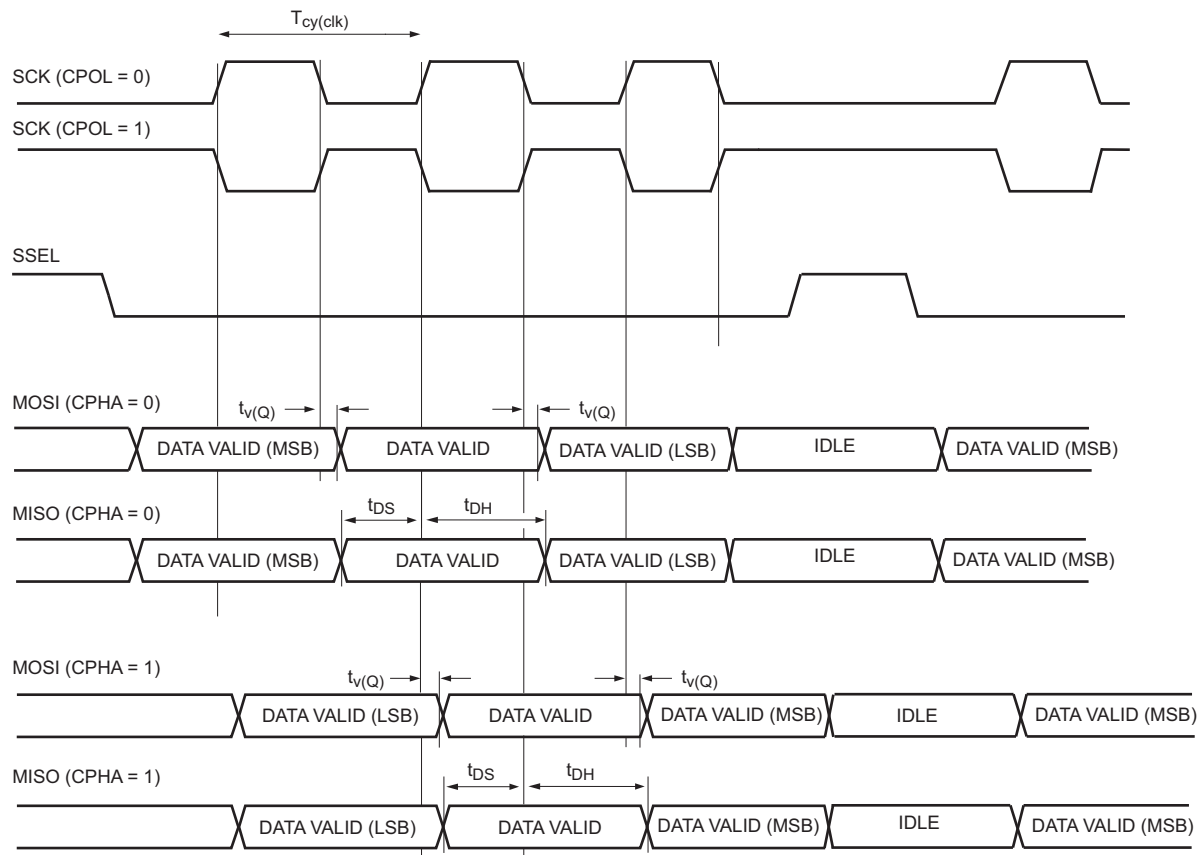 Tcy(clk)
SCK (CPOL = 0)
SCK (CPOL = 1)
SSEL
MOSI (CPHA = 0)
tv(Q) tv(Q)
DATA VALID (MSB) DATA VALID DATA VALID (LSB) IDLE DATA VALID (MSB)
tDS tDH
MISO (CPHA = 0)
DATA VALID (MSB) DATA VALID DATA VALID (LSB) IDLE DATA VALID (MSB)
MOSI (CPHA = 1)
tv(Q) tv(Q)
DATA VALID (LSB) DATA VALID DATA VALID (MSB) IDLE DATA VALID (MSB)
tDS tDH
MISO (CPHA = 1)
DATA VALID (LSB) DATA VALID DATA VALID (MSB) IDLE DATA VALID (MSB)